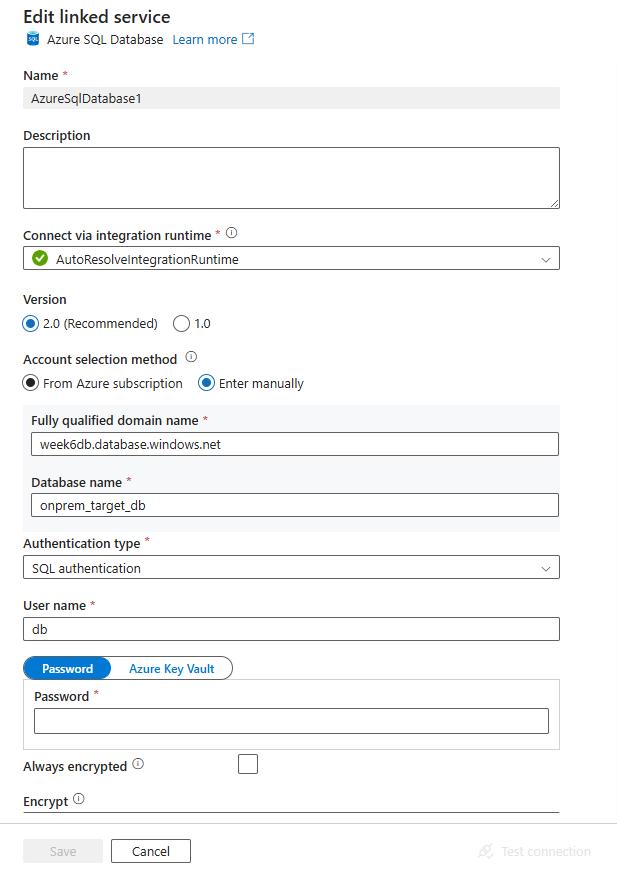 Edit linked service
SQL Azure SQL Database Learn more
Name *
AzureSqlDatabase1
Description
Connect via integration runtime *
AutoResolveIntegrationRuntime
Version
2.0 (Recommended) 1.0
Account selection method
From Azure subscription Enter manually
Fully qualified domain name *
week6db.database.windows.net
Database name *
onprem_target_db
Authentication type *
SQL authentication
User name *
db
Password Azure Key Vault
Password *
Always encrypted
Encrypt
Save Cancel Test connection